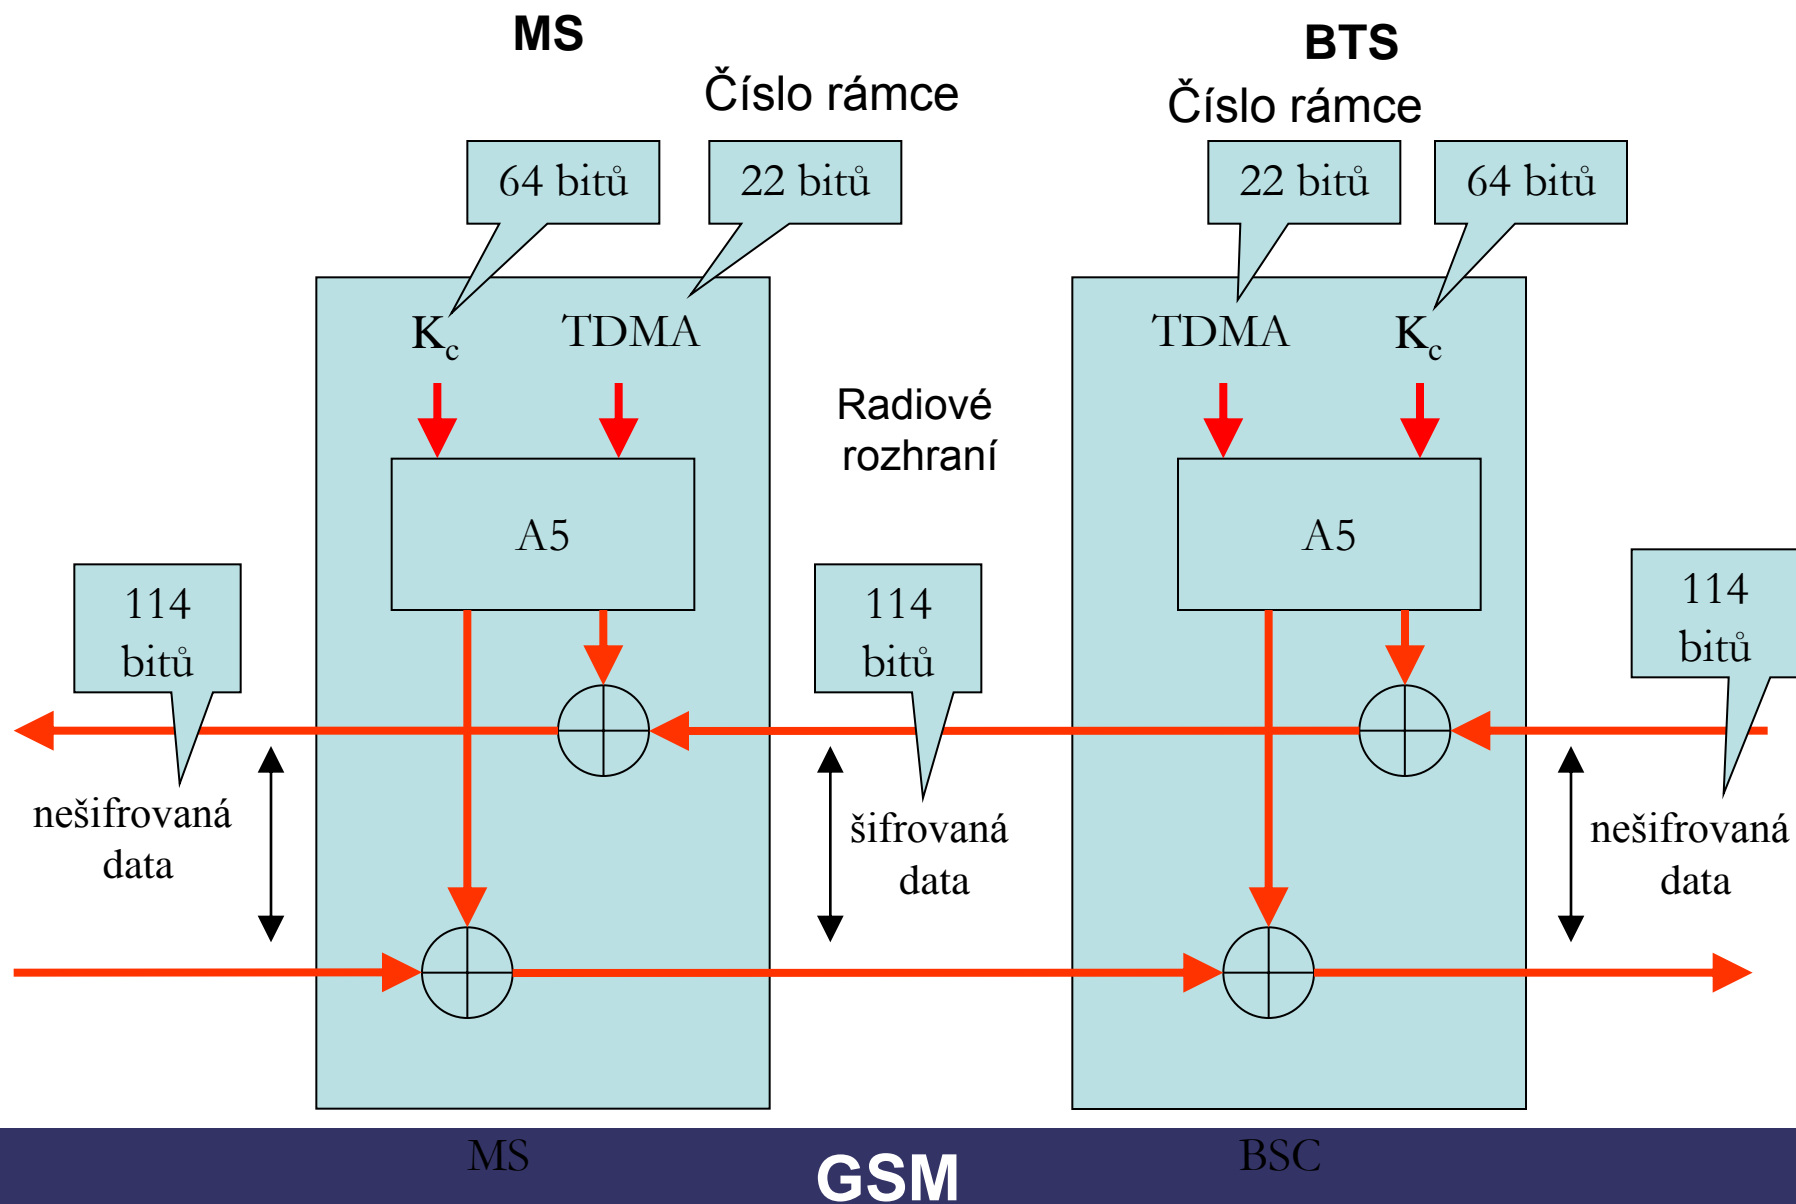 MS
BTS
Číslo rámce
Číslo rámce
64 bitů
22 bitů
22 bitů
64 bitů
Kc
TDMA
TDMA
Kc
Radiové
rozhraní
A5
A5
114
bitů
114
bitů
114
bitů
nešifrovaná
data
šifrovaná
data
nešifrovaná
data
MS
GSM
BSC